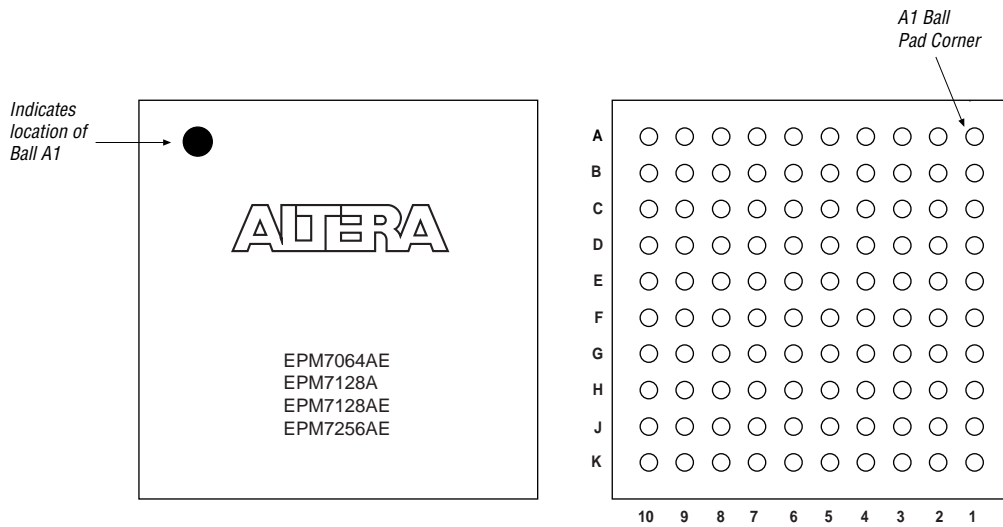 A1 Ball
Pad Corner
Indicates
location of
Ball A1
ALTERA
EPM7064AE
EPM7128A
EPM7128AE
EPM7256AE
A
B
C
D
E
F
G
H
J
K
10 9 8 7 6 5 4 3 2 1